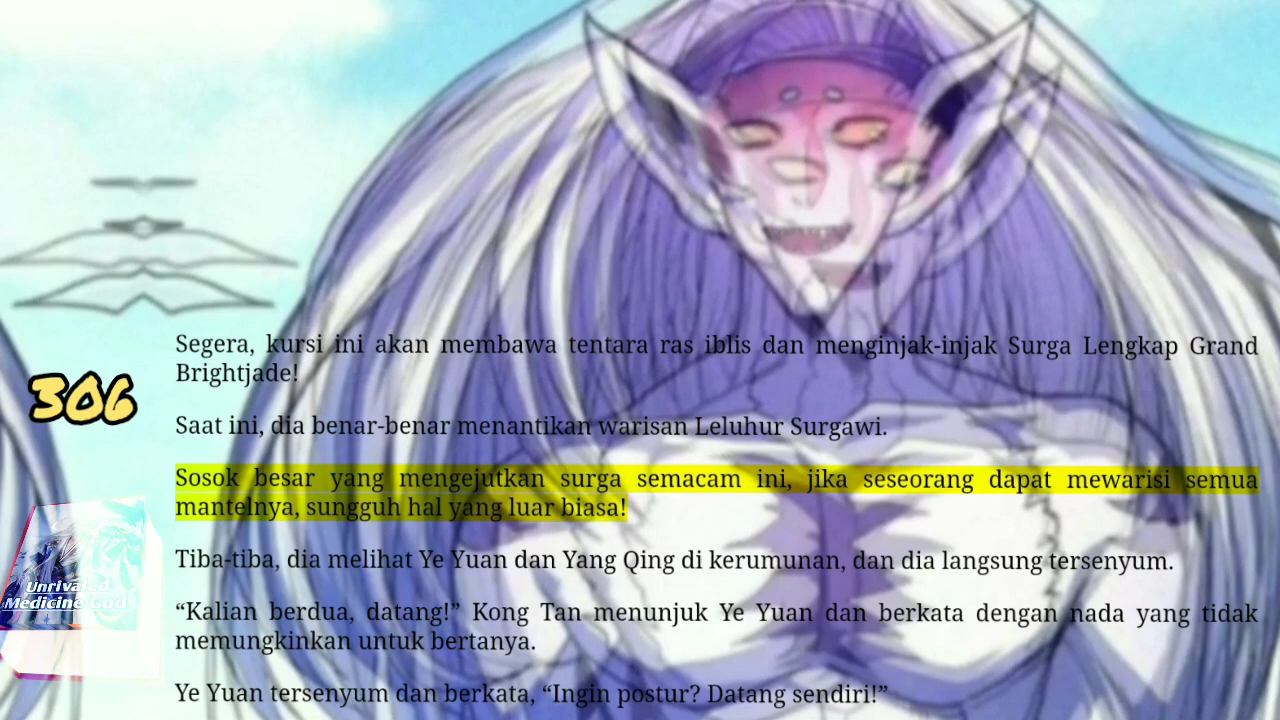 Segera, kursi ini akan membawa tentara ras iblis dan menginjak-injak Surga Lengkap Grand
Brightjade!
306
Saat ini, dia benar-benar menantikan warisan Leluhur Surgawi.
Sosok besar yang mengejutkan surga semacam ini, jika seseorang dapat mewarisi semua
mantelnya, sungguh hal yang luar biasa!
Tiba-tiba, dia melihat Ye Yuan dan Yang Qing di kerumunan, dan dia langsung tersenyum.
Unrivaled
Medicine God
“Kalian berdua, datang!” Kong Tan menunjuk Ye Yuan dan berkata dengan nada yang tidak
memungkinkan untuk bertanya.
Ye Yuan tersenyum dan berkata, “Ingin postur? Datang sendiri!”